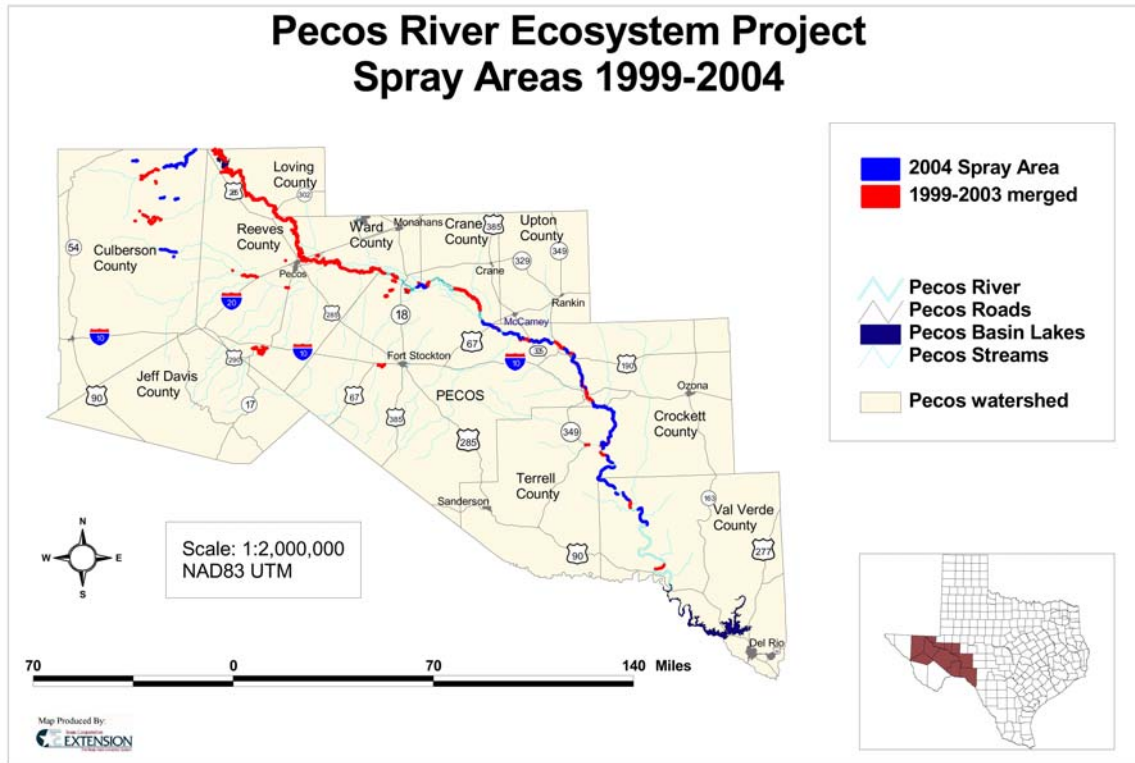 Pecos River Ecosystem Project
Spray Areas 1999-2004
2004 Spray Area
1999-2003 merged
Pecos River
Pecos Roads
Pecos Basin Lakes
Pecos Streams
Pecos watershed
Loving
County
302
Reeves
County
Ward
County
Monahans
Crane
County
385
Upton
County
349
329
54
Culberson
County
Pecos
Crane
Rankin
20
285
18
McCamey
67
10
10
10
190
Fort Stockton
Jeff Davis
County
90
17
67
385
PECOS
285
349
Ozona
Crockett
County
Terrell
County
Sanderson
163
Val Verde
County
90
277
Del Rio
N
W
E
S
Scale: 1:2,000,000
NAD83 UTM
70
0
70
140
Miles
Map Produced By:
EXTENSION